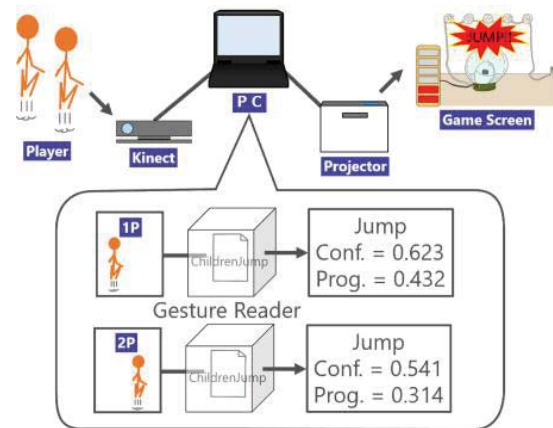 JUMP!!
P C
Player
Kinect
Projector
Game Screen
1P
ChildrenJump
Jump
Conf. = 0.623
Prog. = 0.432
Gesture Reader
2P
ChildrenJump
Jump
Conf. = 0.541
Prog. = 0.314